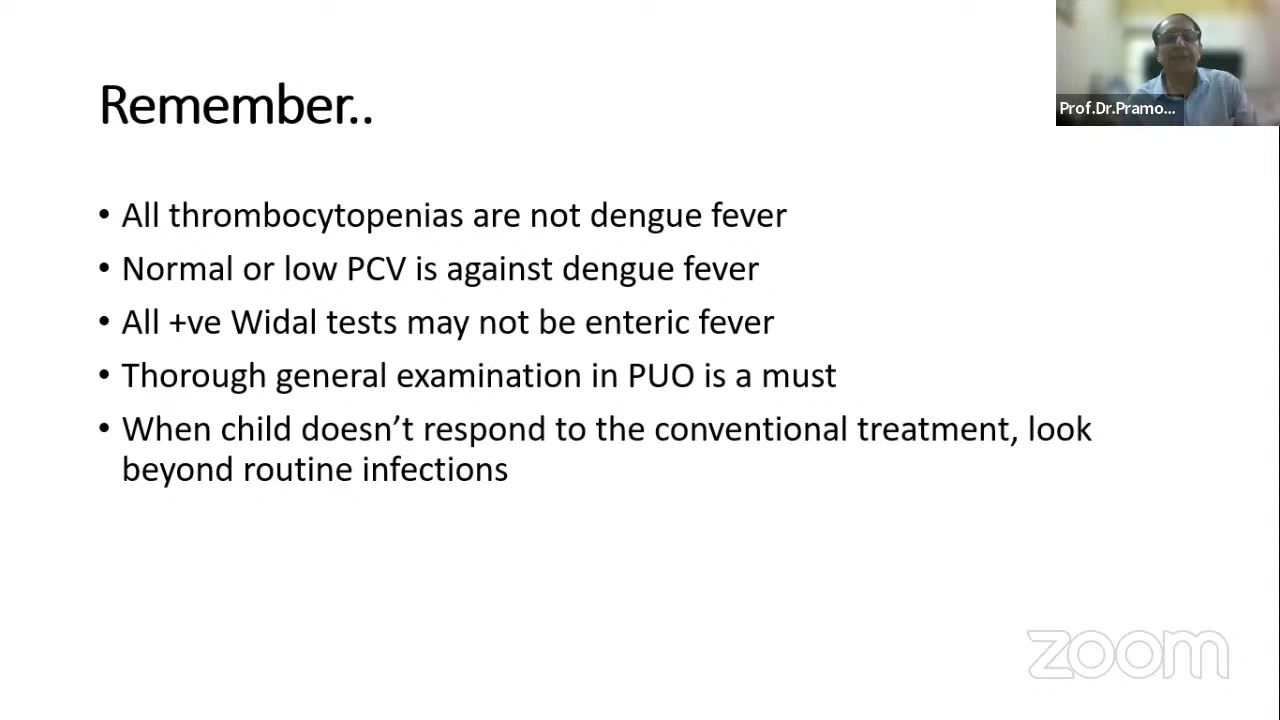 Remember..
Prof.Dr.Pramo...
• All thrombocytopenias are not dengue fever
• Normal or low PCV is against dengue fever
• All +ve Widal tests may not be enteric fever
• Thorough general examination in PUO is a must
• When child doesn’t respond to the conventional treatment, look
beyond routine infections
zoom